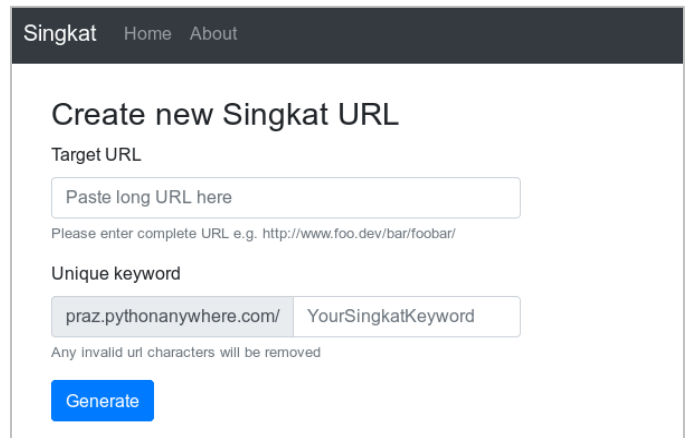 Singkat Home About
Create new Singkat URL
Target URL
Paste long URL here
Please enter complete URL e.g. http://www.foo.dev/bar/foobar/
Unique keyword
praz.pythonanywhere.com/ YourSingkatKeyword
Any invalid url characters will be removed
Generate